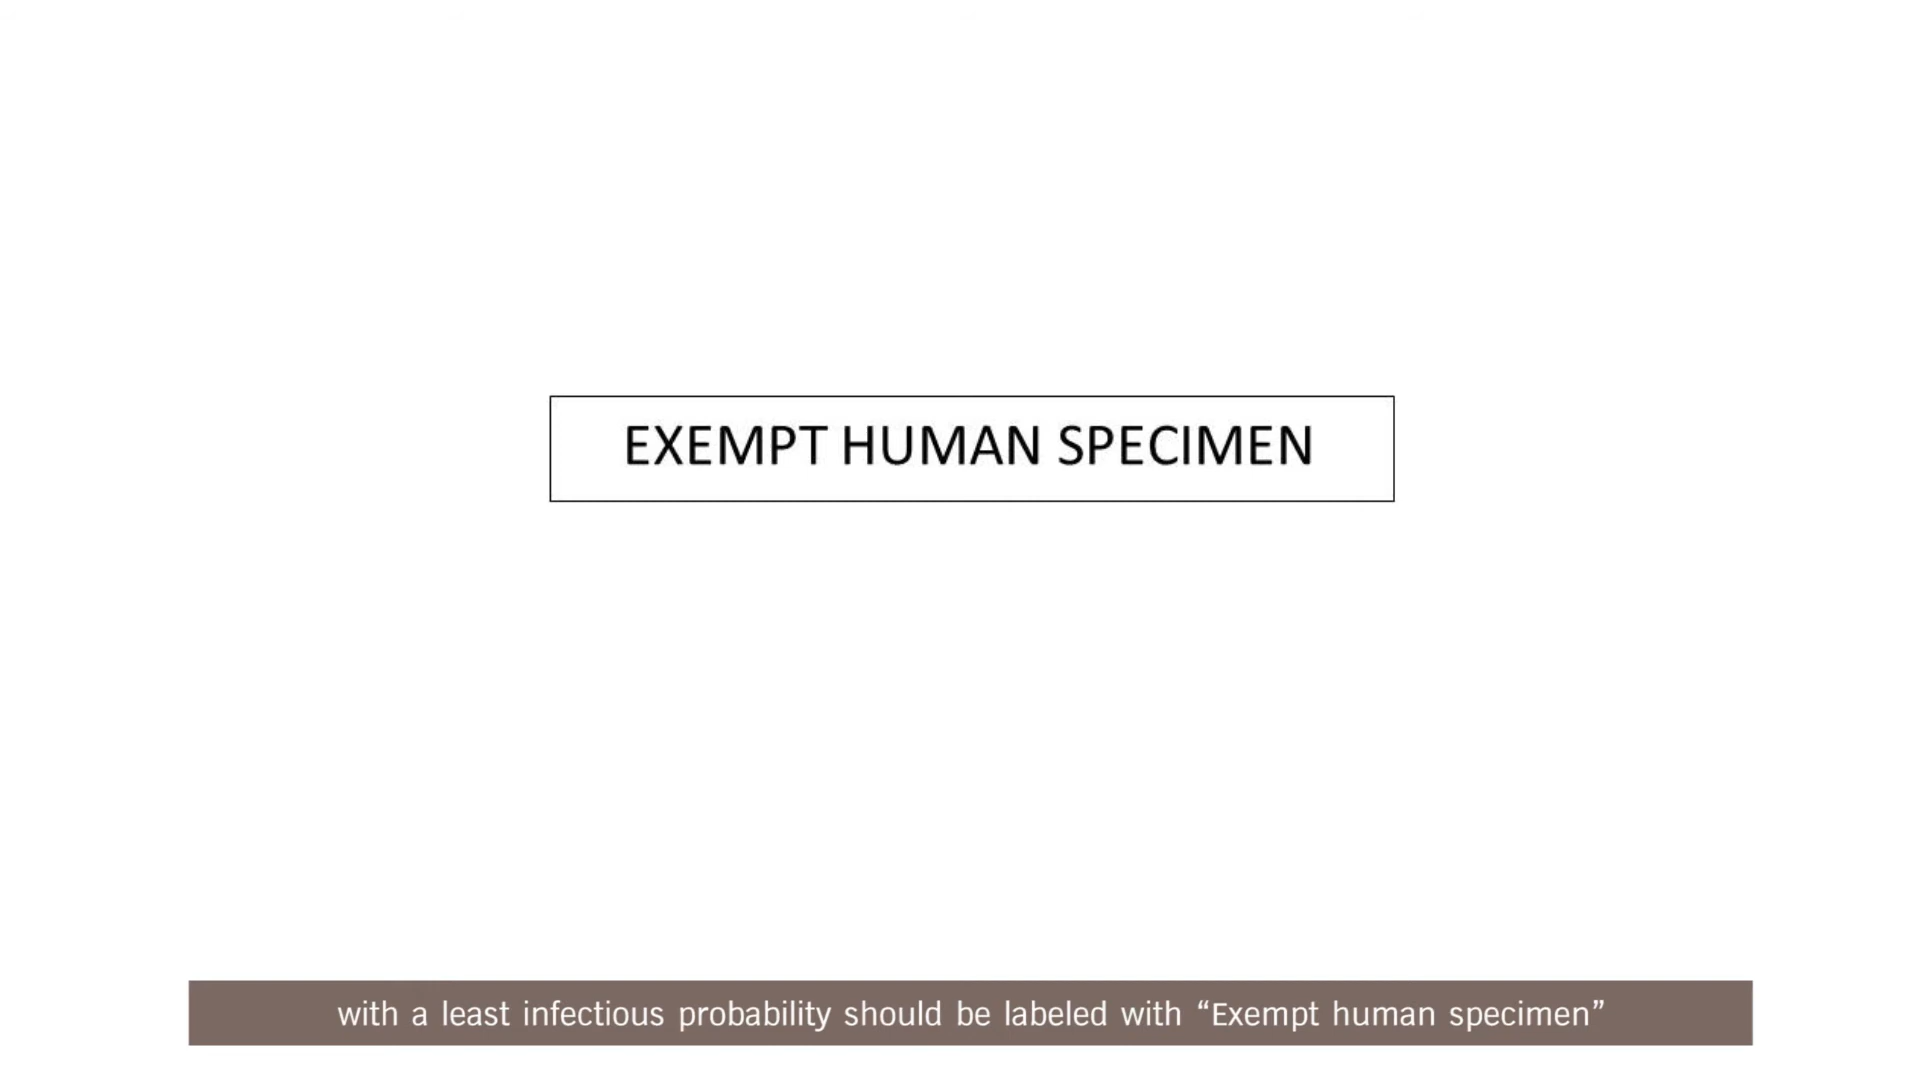 EXEMPT HUMAN SPECIMEN
with a least infectious probability should be labeled with “Exempt human specimen”